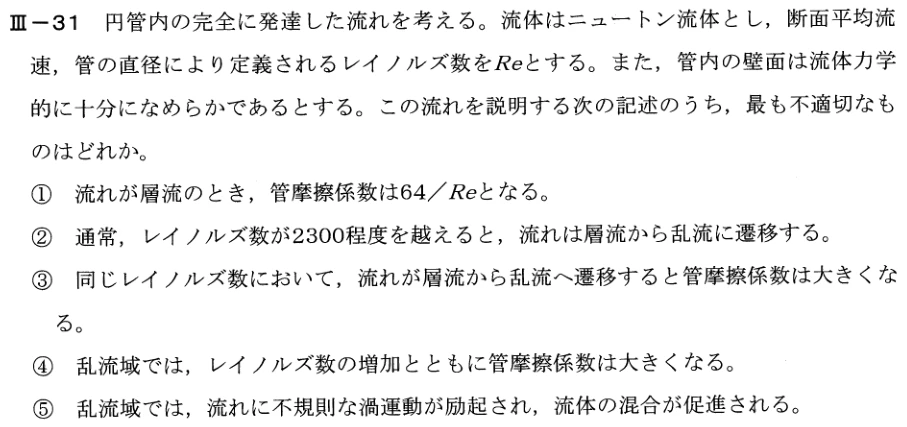 Ⅲ－31　円管内の完全に発達した流れを考える。流体はニュートン流体とし，断面平均流
速，管の直径により定義されるレイノルズ数をReとする。また，管内の壁面は流体力学
的に十分になめらかであるとする。この流れを説明する次の記述のうち，最も不適切なも
のはどれか。
①　流れが層流のとき，管摩擦係数は64／Reとなる。
②　通常，レイノルズ数が2300程度を越えると，流れは層流から乱流に遷移する。
③　同じレイノルズ数において，流れが層流から乱流へ遷移すると管摩擦係数は大きくな
る。
④　乱流域では，レイノルズ数の増加とともに管摩擦係数は大きくなる。
⑤　乱流域では，流れに不規則な渦運動が励起され，流体の混合が促進される。